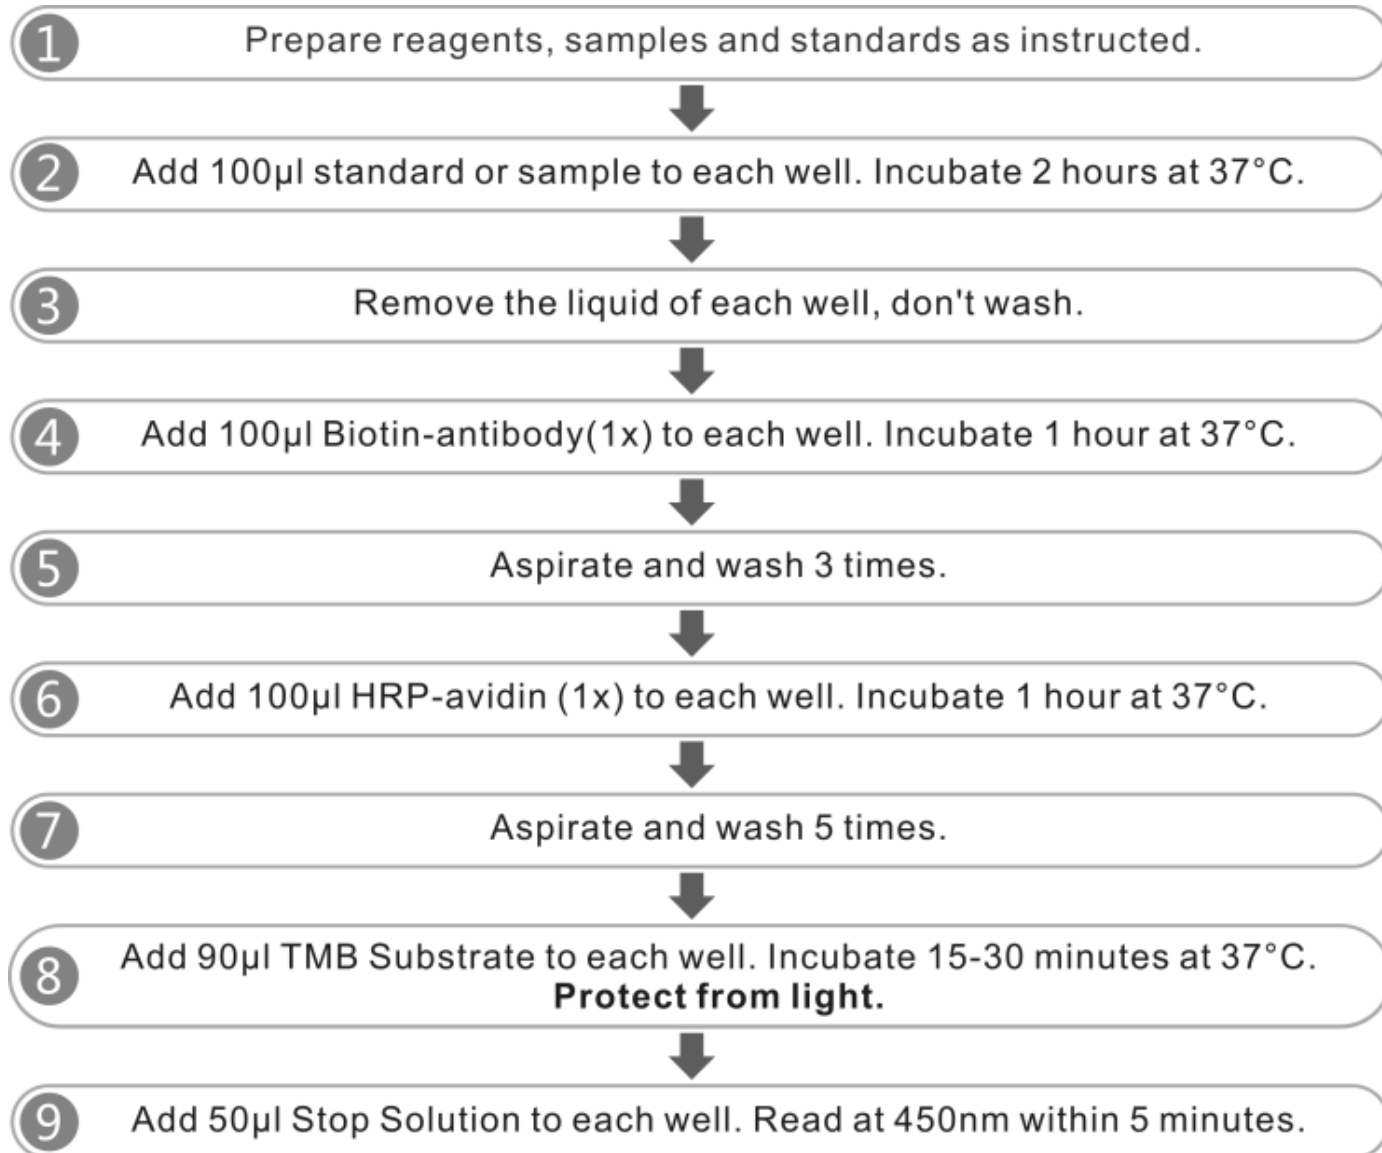 1 Prepare reagents, samples and standards as instructed.
2 Add 100μl standard or sample to each well. Incubate 2 hours at 37°C.
3 Remove the liquid of each well, don't wash.
4 Add 100μl Biotin-antibody(1x) to each well. Incubate 1 hour at 37°C.
5 Aspirate and wash 3 times.
6 Add 100μl HRP-avidin (1x) to each well. Incubate 1 hour at 37°C.
7 Aspirate and wash 5 times.
8 Add 90μl TMB Substrate to each well. Incubate 15-30 minutes at 37°C.
Protect from light.
9 Add 50μl Stop Solution to each well. Read at 450nm within 5 minutes.